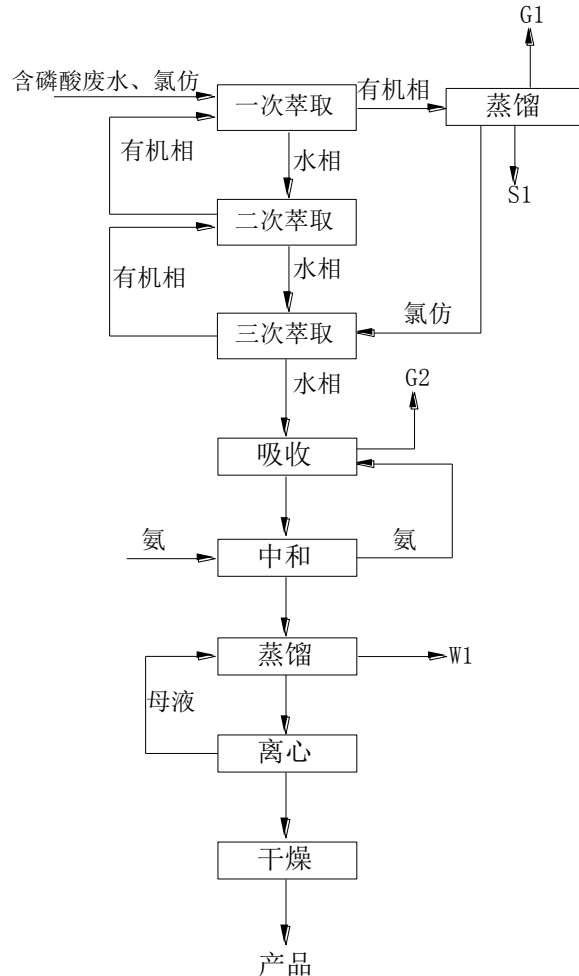 G1
含磷酸废水、氯仿
一次萃取
有机相
蒸馏
有机相
水相
S1
二次萃取
水相
有机相
氯仿
三次萃取
水相
G2
吸收
氨
中和
氨
蒸馏
W1
母液
离心
干燥
产品